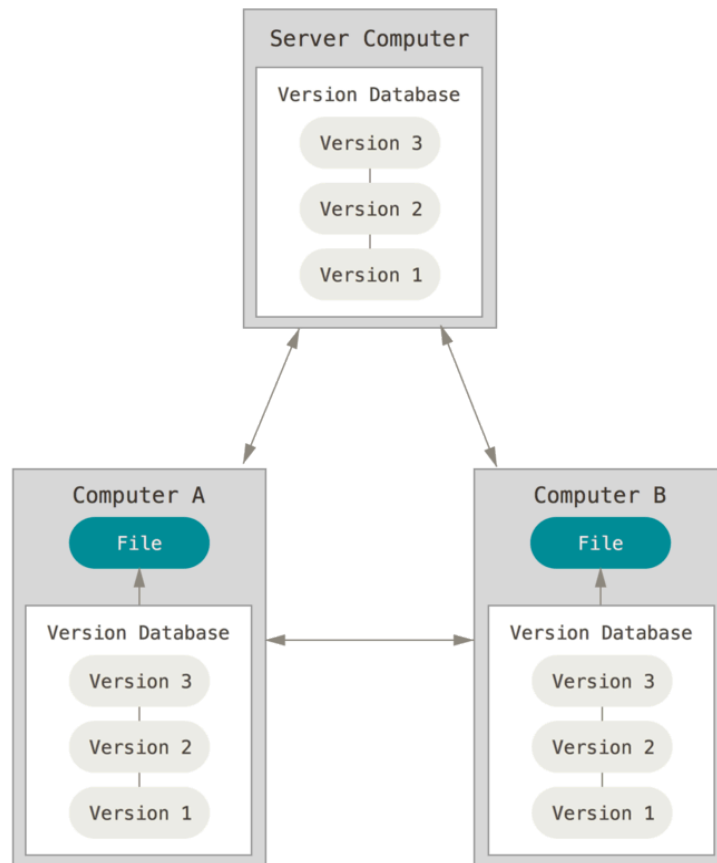 Server Computer
Version Database
Version 3
Version 2
Version 1
Computer A
File
Version Database
Version 3
Version 2
Version 1
Computer B
File
Version Database
Version 3
Version 2
Version 1